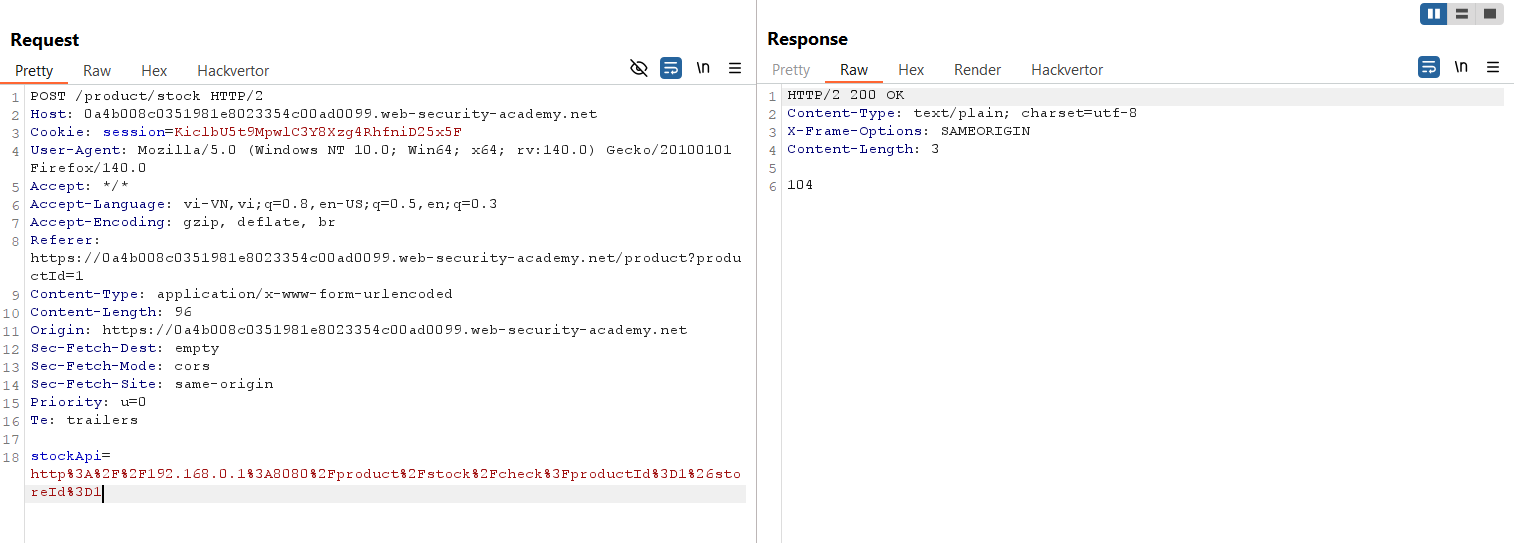 Request
Pretty Raw Hex Hackvertor \n
1 POST /product/stock HTTP/2
2 Host: 0a4b008c0351981e8023354c00ad0099.web-security-academy.net
3 Cookie: session=KiclbU5t9MpwlC3Y8Xzg4RhfniD25x5F
4 User-Agent: Mozilla/5.0 (Windows NT 10.0; Win64; x64; rv:140.0) Gecko/20100101
Firefox/140.0
5 Accept: */*
6 Accept-Language: vi-VN,vi;q=0.8,en-US;q=0.5,en;q=0.3
7 Accept-Encoding: gzip, deflate, br
8 Referer:
https://0a4b008c0351981e8023354c00ad0099.web-security-academy.net/product?produ
ctId=1
9 Content-Type: application/x-www-form-urlencoded
10 Content-Length: 96
11 Origin: https://0a4b008c0351981e8023354c00ad0099.web-security-academy.net
12 Sec-Fetch-Dest: empty
13 Sec-Fetch-Mode: cors
14 Sec-Fetch-Site: same-origin
15 Priority: u=0
16 Te: trailers
17
18 stockApi=
http%3A%2F%2F192.168.0.1%3A8080%2Fproduct%2Fstock%2Fcheck%3FproductId%3D1%26sto
reId%3D1
Response
Pretty Raw Hex Render Hackvertor \n
1 HTTP/2 200 OK
2 Content-Type: text/plain; charset=utf-8
3 X-Frame-Options: SAMEORIGIN
4 Content-Length: 3
5
6 104